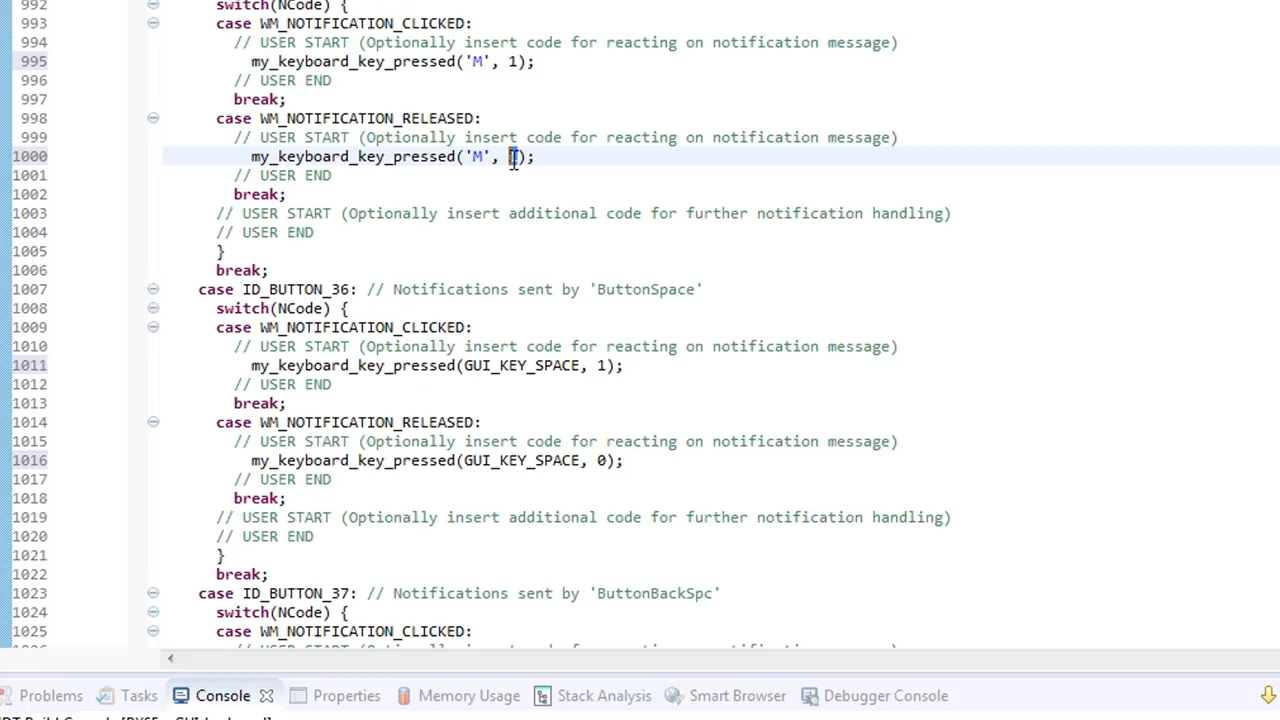 992 switch(NCode) {
993 case WM_NOTIFICATION_CLICKED:
994 // USER START (Optionally insert code for reacting on notification message)
995 my_keyboard_key_pressed('M', 1);
996 // USER END
997 break;
998 case WM_NOTIFICATION_RELEASED:
999 // USER START (Optionally insert code for reacting on notification message)
1000 my_keyboard_key_pressed('M', );
1001 // USER END
1002 break;
1003 // USER START (Optionally insert additional code for further notification handling)
1004 // USER END
1005 }
1006 break;
1007 case ID_BUTTON_36: // Notifications sent by 'ButtonSpace'
1008 switch(NCode) {
1009 case WM_NOTIFICATION_CLICKED:
1010 // USER START (Optionally insert code for reacting on notification message)
1011 my_keyboard_key_pressed(GUI_KEY_SPACE, 1);
1012 // USER END
1013 break;
1014 case WM_NOTIFICATION_RELEASED:
1015 // USER START (Optionally insert code for reacting on notification message)
1016 my_keyboard_key_pressed(GUI_KEY_SPACE, 0);
1017 // USER END
1018 break;
1019 // USER START (Optionally insert additional code for further notification handling)
1020 // USER END
1021 }
1022 break;
1023 case ID_BUTTON_37: // Notifications sent by 'ButtonBackSpc'
1024 switch(NCode) {
1025 case WM_NOTIFICATION_CLICKED:
Problems Tasks Console Properties Memory Usage Stack Analysis Smart Browser Debugger Console